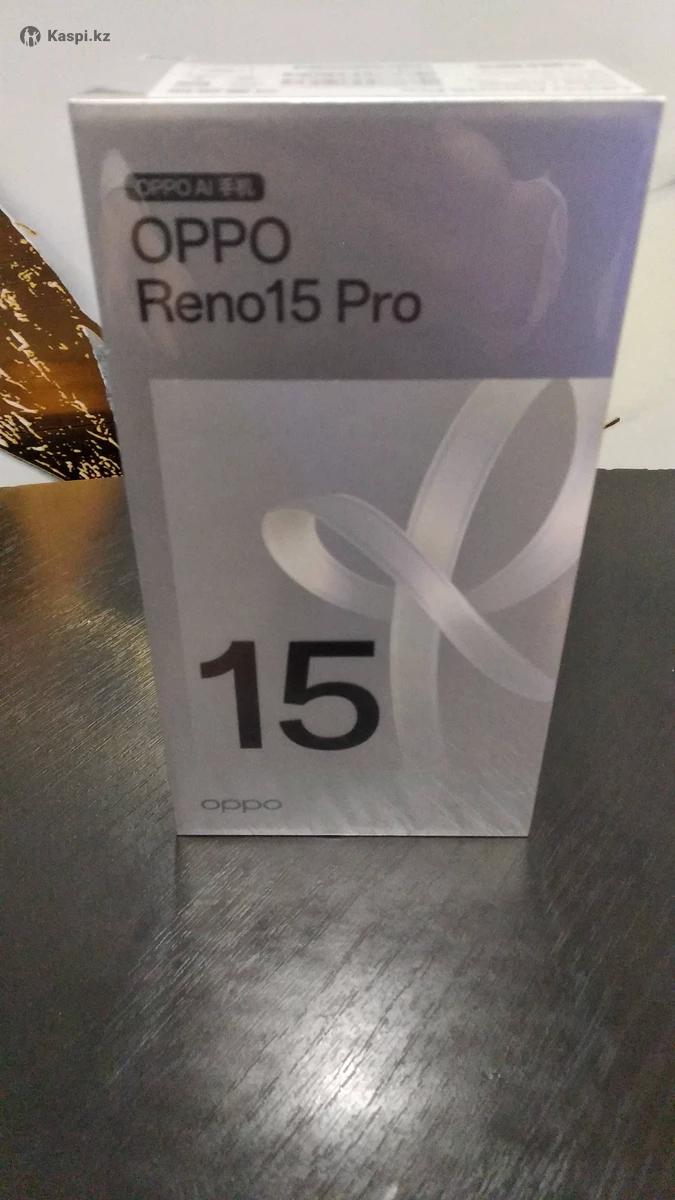 Kaspi.kz
OPPO AI 手机
OPPO
Reno15 Pro
15
oppo